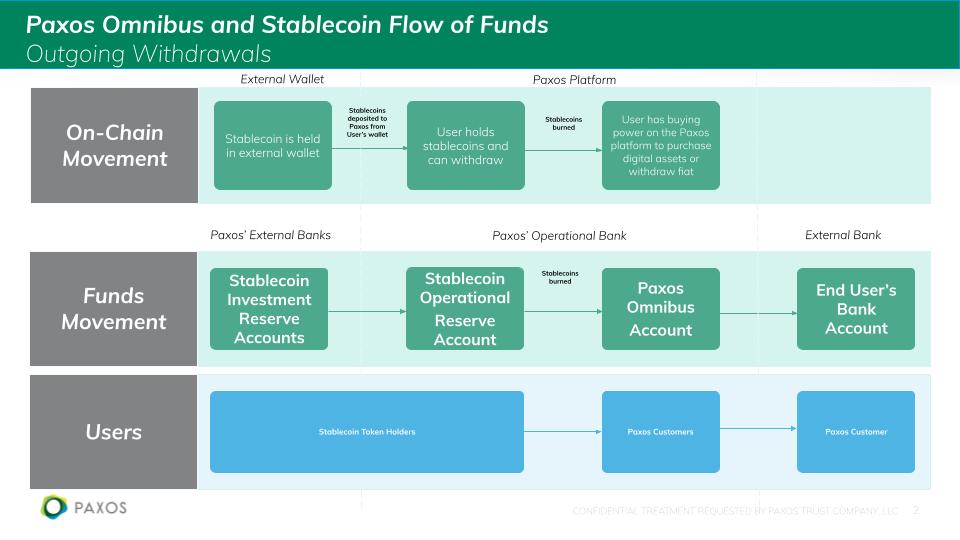 Paxos Omnibus and Stablecoin Flow of Funds
Outgoing Withdrawals
External Wallet
Paxos Platform
On-Chain
Movement
Stablecoin is held
in external wallet
Stablecoins
deposited to
Paxos from
User's wallet
User holds
stablecoins and
can withdraw
Stablecoins
burned
User has buying
power on the Paxos
platform to purchase
digital assets or
withdraw fiat
Paxos’ External Banks
Paxos’ Operational Bank
External Bank
Funds
Movement
Stablecoin
Investment
Reserve
Accounts
Stablecoin
Operational
Reserve
Account
Stablecoins
burned
Paxos
Omnibus
Account
End User’s
Bank
Account
Users
Stablecoin Token Holders
Paxos Customers
Paxos Customer
PAXOS
CONFIDENTIAL TREATMENT REQUESTED BY PAXOS TRUST COMPANY, LLC
2